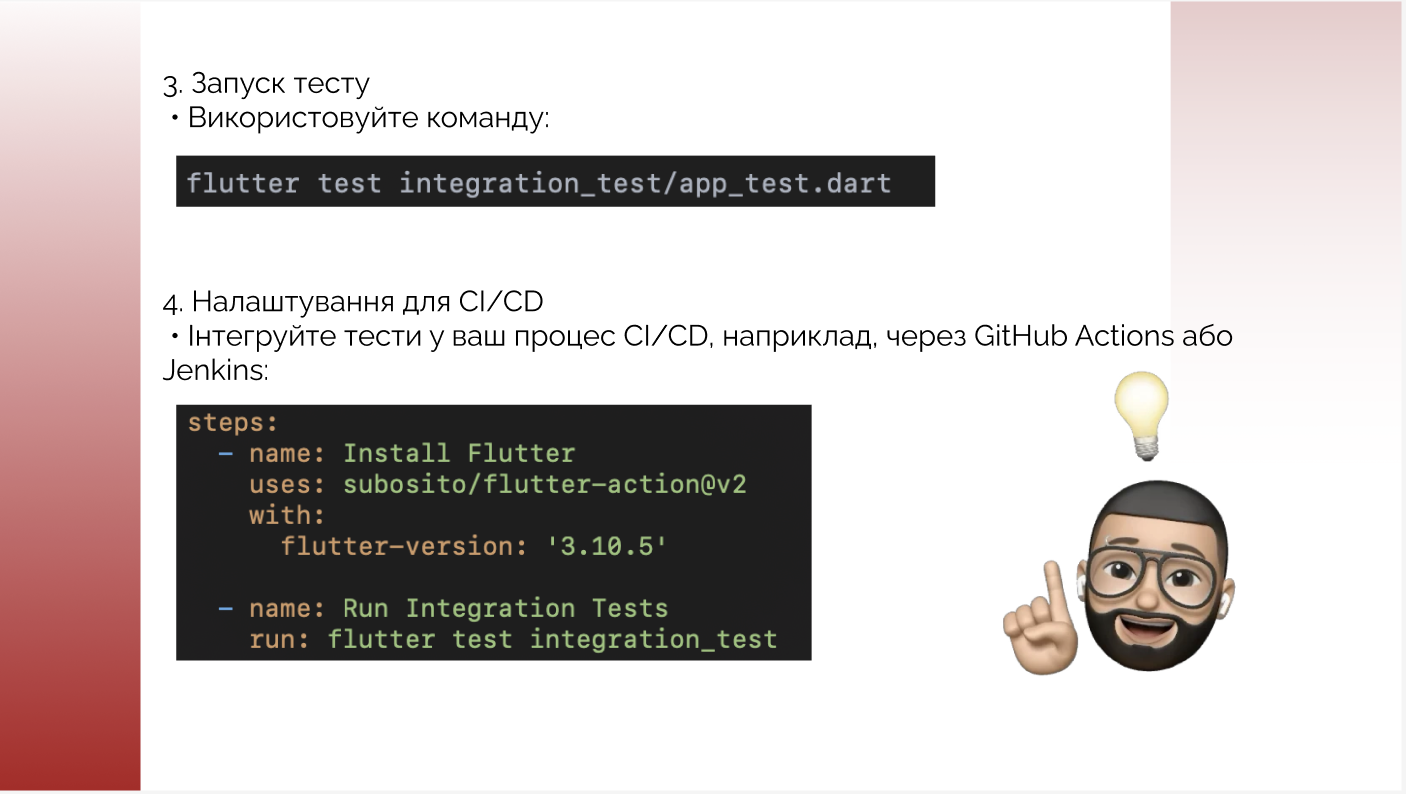 3. Запуск тесту
• Використовуйте команду:
flutter test integration_test/app_test.dart
4. Налаштування для CI/CD
• Інтегруйте тести у ваш процес CI/CD, наприклад, через GitHub Actions або
Jenkins:
steps:
  - name: Install Flutter
    uses: subosito/flutter-action@v2
    with:
      flutter-version: '3.10.5'
  - name: Run Integration Tests
    run: flutter test integration_test